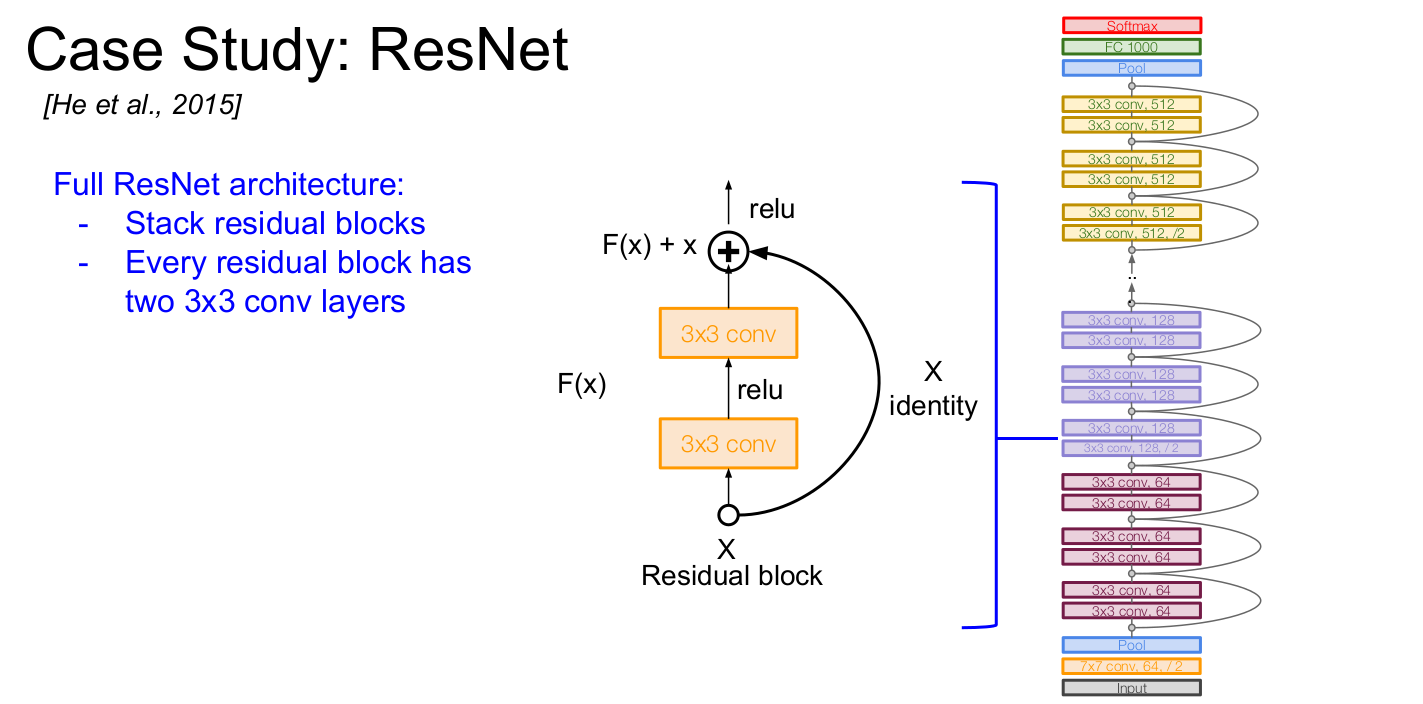 Case Study: ResNet
[He et al., 2015]
Full ResNet architecture:
- Stack residual blocks
- Every residual block has
two 3x3 conv layers
relu
F(x) + x
3x3 conv
F(x)
relu
X
identity
3x3 conv
X
Residual block
Softmax
FC 1000
Pool
3x3 conv, 512
3x3 conv, 512
3x3 conv, 512
3x3 conv, 512
3x3 conv, 512
3x3 conv, 512, /2
..
.
3x3 conv, 128
3x3 conv, 128
3x3 conv, 128
3x3 conv, 128
3x3 conv, 128
3x3 conv, 128, / 2
3x3 conv, 64
3x3 conv, 64
3x3 conv, 64
3x3 conv, 64
3x3 conv, 64
3x3 conv, 64
Pool
7x7 conv, 64, / 2
Input